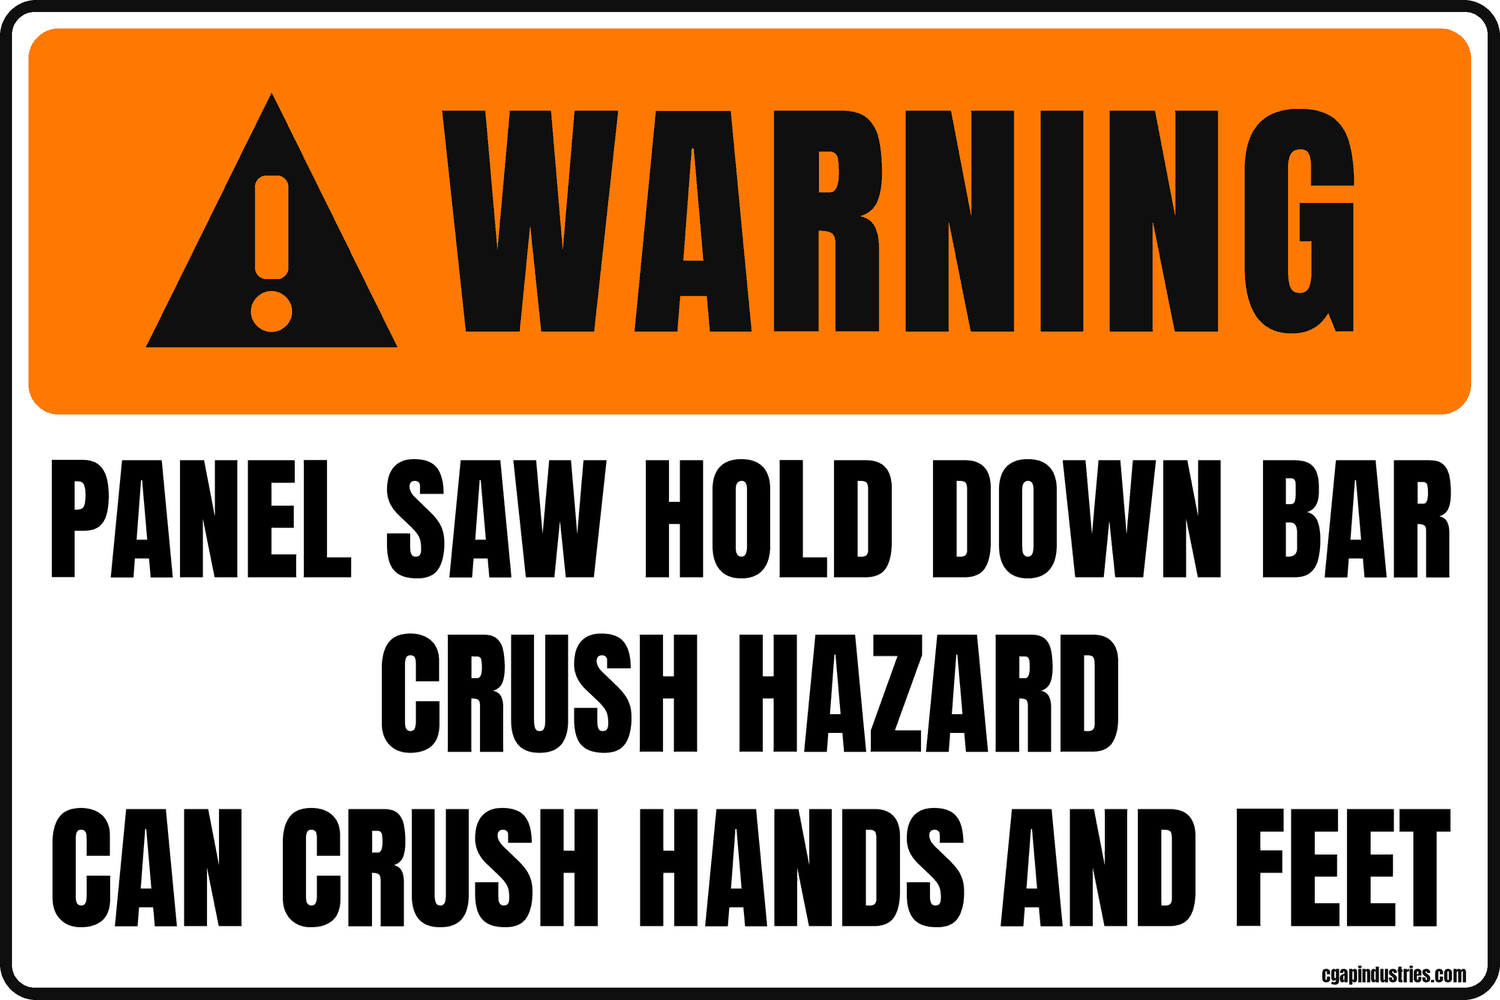 WARNING
PANEL SAW HOLD DOWN BAR
CRUSH HAZARD
CAN CRUSH HANDS AND FEET
cgapindustries.com